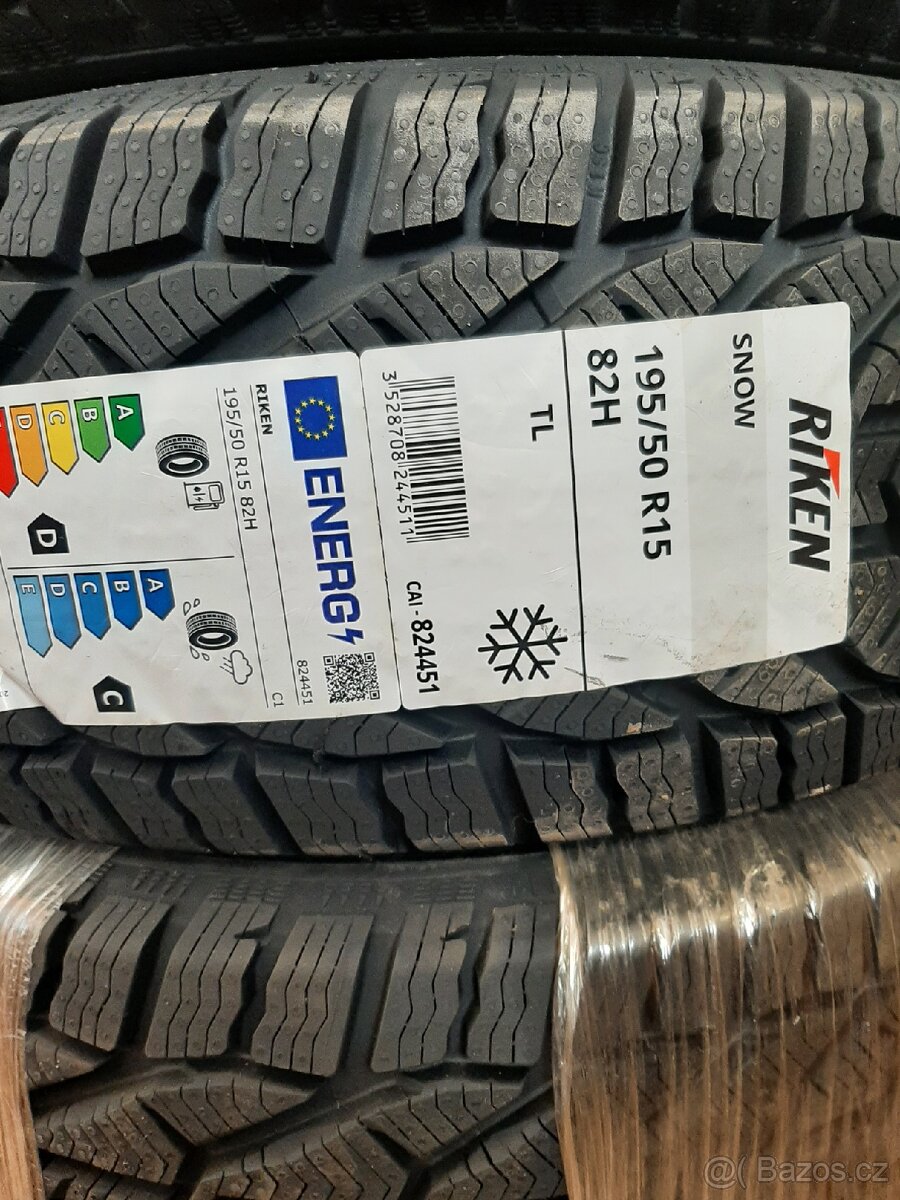 RIKEN
SNOW
195/50 R15
82H
TL
3 528708 244511
CAI - 824451
ENERG
824451
RIKEN
195/50 R15 82H
C1
A
B
C
D
D
A
B
C
D
E
C
@( Bazos.cz